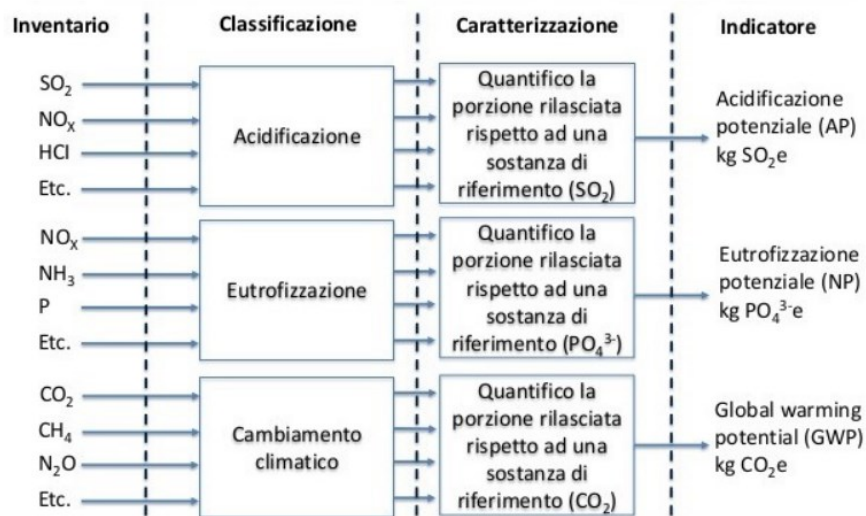 Inventario
Classificazione
Caratterizzazione
Indicatore
SO₂
NOₓ
HCl
Etc.
Acidificazione
Quantifico la
porzione rilasciata
rispetto ad una
sostanza di
riferimento (SO₂)
Acidificazione
potenziale (AP)
kg SO₂e
NOₓ
NH₃
P
Etc.
Eutrofizzazione
Quantifico la
porzione rilasciata
rispetto ad una
sostanza di
riferimento (PO₄³⁻)
Eutrofizzazione
potenziale (NP)
kg PO₄³⁻e
CO₂
CH₄
N₂O
Etc.
Cambiamento
climatico
Quantifico la
porzione rilasciata
rispetto ad una
sostanza di
riferimento (CO₂)
Global warming
potential (GWP)
kg CO₂e